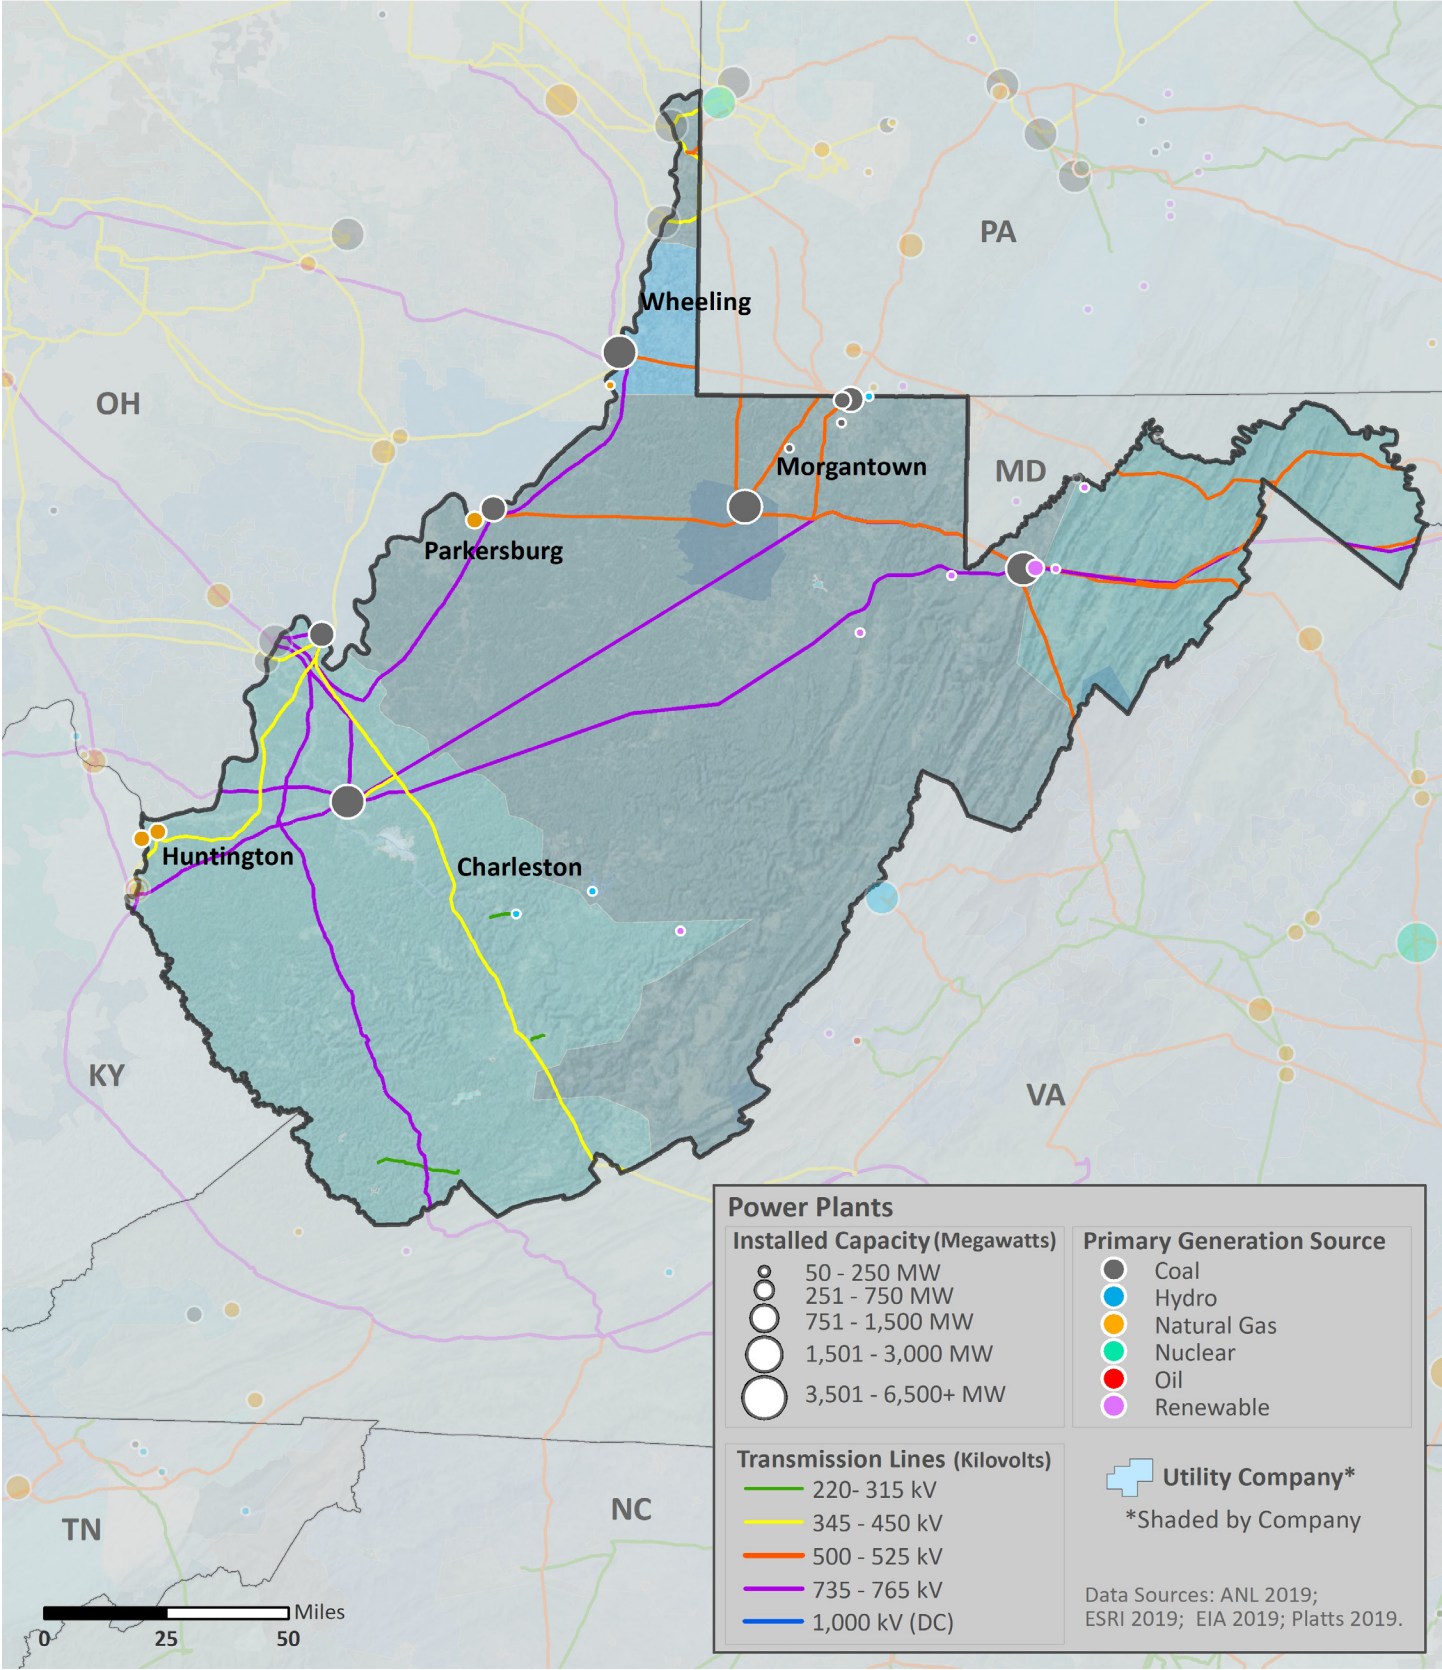 PA
Wheeling
OH
Morgantown
MD
Parkersburg
Huntington
Charleston
KY
VA
TN
NC
Miles
0 25 50
Power Plants
Installed Capacity (Megawatts)
50 - 250 MW
251 - 750 MW
751 - 1,500 MW
1,501 - 3,000 MW
3,501 - 6,500+ MW
Primary Generation Source
Coal
Hydro
Natural Gas
Nuclear
Oil
Renewable
Transmission Lines (Kilovolts)
220- 315 kV
345 - 450 kV
500 - 525 kV
735 - 765 kV
1,000 kV (DC)
Utility Company*
*Shaded by Company
Data Sources: ANL 2019;
ESRI 2019; EIA 2019; Platts 2019.